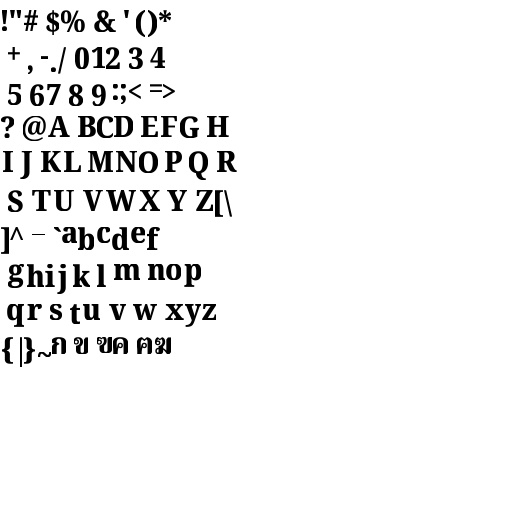 !"# $% & ' ()*
+ , -./ 012 3 4
5 67 8 9 :;< =>
? @A BCD EFG H
I J KL MNO P Q R
S TU VWX Y Z[\
]^ _ `abcdef
ghijk l m nop
qr s tu v w xyz
{|}~ก ข ฃค ฅฆ